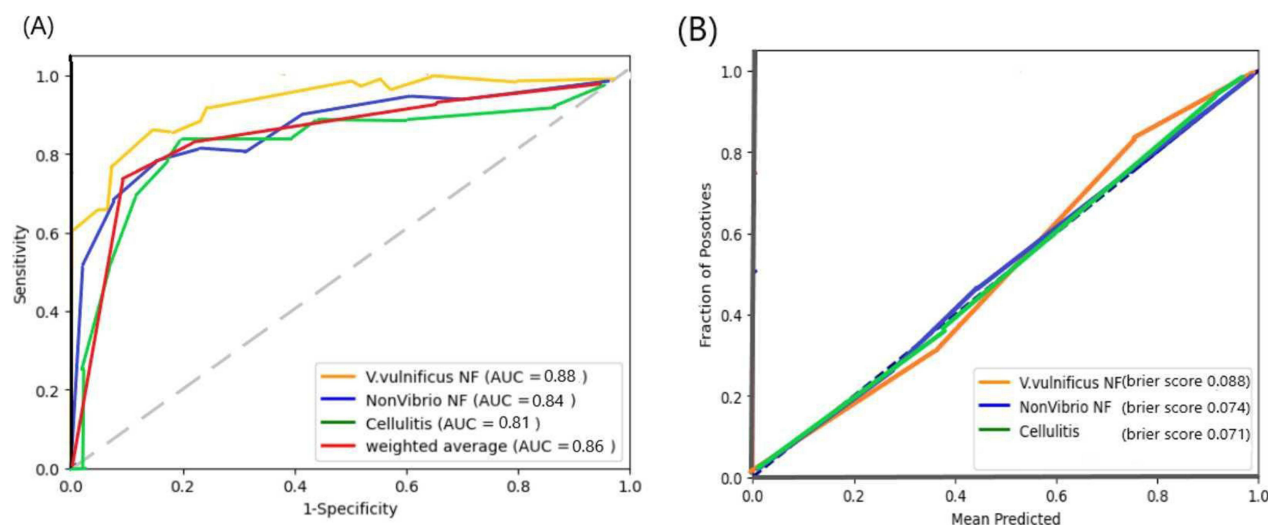 (A)
1.0
0.8
0.6
0.4
0.2
0.0
Sensitivity
0.0 0.2 0.4 0.6 0.8 1.0
1-Specificity
V.vulnificus NF (AUC = 0.88 )
NonVibrio NF (AUC = 0.84 )
Cellulitis (AUC = 0.81 )
weighted average (AUC = 0.86 )
(B)
1.0
0.8
0.6
0.4
0.2
0.0
Fraction of Posotives
0.0 0.2 0.4 0.6 0.8 1.0
Mean Predicted
V.vulnificus NF(brier score 0.088)
NonVibrio NF (brier score 0.074)
Cellulitis (brier score 0.071)